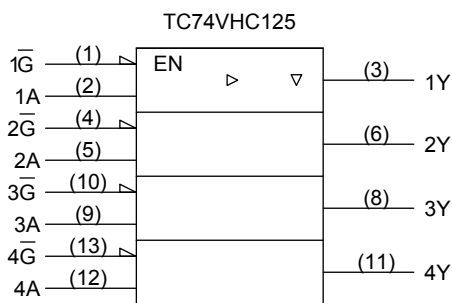 TC74VHC125
1G̅ (1) EN
(3) 1Y
1A (2)
2G̅ (4)
(6) 2Y
2A (5)
3G̅ (10)
(8) 3Y
3A (9)
4G̅ (13)
(11) 4Y
4A (12)